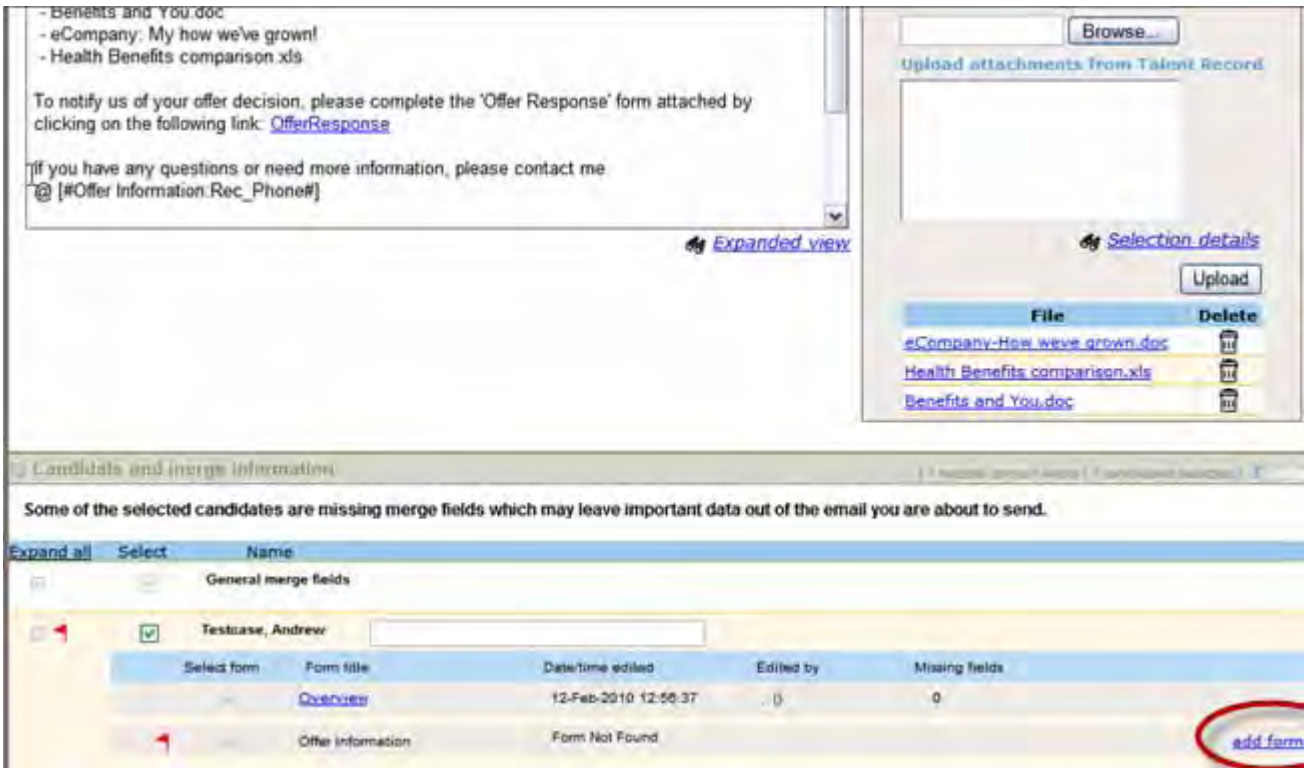 - Benefits and You.doc
- eCompany: My how we've grown!
- Health Benefits comparison.xls
To notify us of your offer decision, please complete the 'Offer Response' form attached by
clicking on the following link: OfferResponse
If you have any questions or need more information, please contact me
@ [#Offer Information:Rec_Phone#]
Expanded view
Browse...
Upload attachments from Talent Record
Selection details
Upload
File Delete
eCompany-How weve grown.doc
Health Benefits comparison.xls
Benefits and You.doc
Candidate and merge information
Some of the selected candidates are missing merge fields which may leave important data out of the email you are about to send.
Expand all Select Name
General merge fields
Testcase, Andrew
Select form Form title Date/time edited Edited by Missing fields
Overview 12-Feb-2010 12:56:37 0
Offer Information Form Not Found add form